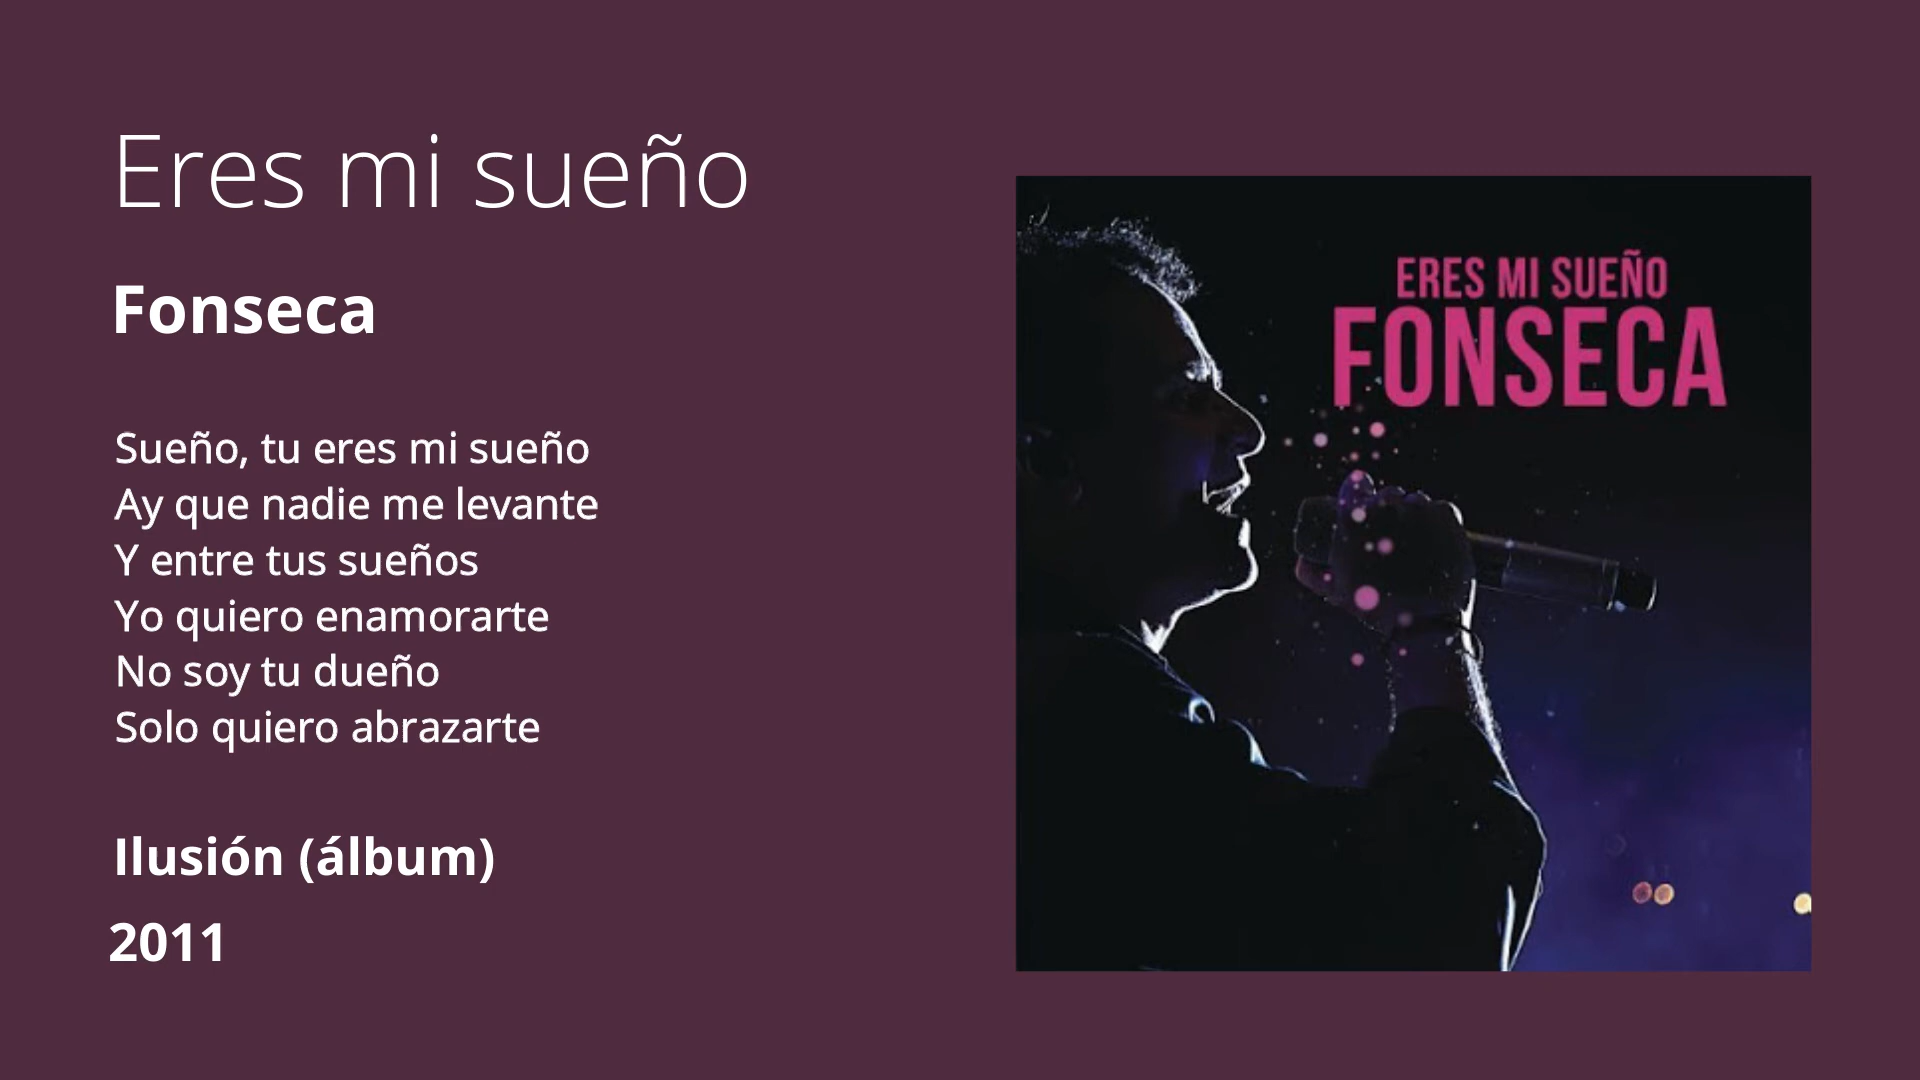 Eres mi sueño
Fonseca
Sueño, tu eres mi sueño
Ay que nadie me levante
Y entre tus sueños
Yo quiero enamorarte
No soy tu dueño
Solo quiero abrazarte
Ilusión (álbum)
2011
ERES MI SUEÑO
FONSECA